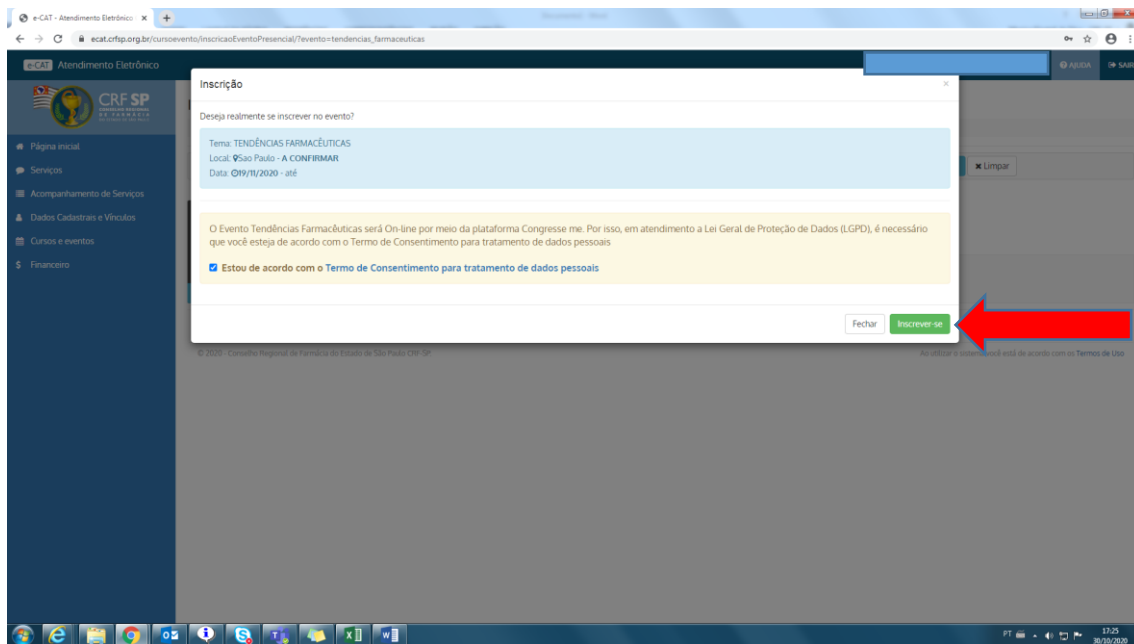 e-CAT - Atendimento Eletrônico
ecat.crfsp.org.br/cursoevento/inscricaoEventoPresencial/?evento=tendencias_farmaceuticas
e-CAT Atendimento Eletrônico
AJUDA
SAIR
CRF SP
CONSELHO REGIONAL
DE FARMÁCIA
Página inicial
Serviços
Acompanhamento de Serviços
Dados Cadastrais e Vínculos
Cursos e eventos
$ Financeiro
Inscrição
×
Deseja realmente se inscrever no evento?
Tema: TENDÊNCIAS FARMACÊUTICAS
Local: Sao Paulo - A CONFIRMAR
Data: 19/11/2020 - até
Limpar
O Evento Tendências Farmacêuticas será On-line por meio da plataforma Congresse me. Por isso, em atendimento a Lei Geral de Proteção de Dados (LGPD), é necessário
que você esteja de acordo com o Termo de Consentimento para tratamento de dados pessoais
Estou de acordo com o Termo de Consentimento para tratamento de dados pessoais
Fechar
Inscrever-se
© 2020 - Conselho Regional de Farmácia do Estado de São Paulo CRF-SP.
Ao utilizar o sistema você está de acordo com os Termos de Uso
PT
17:25
30/10/2020